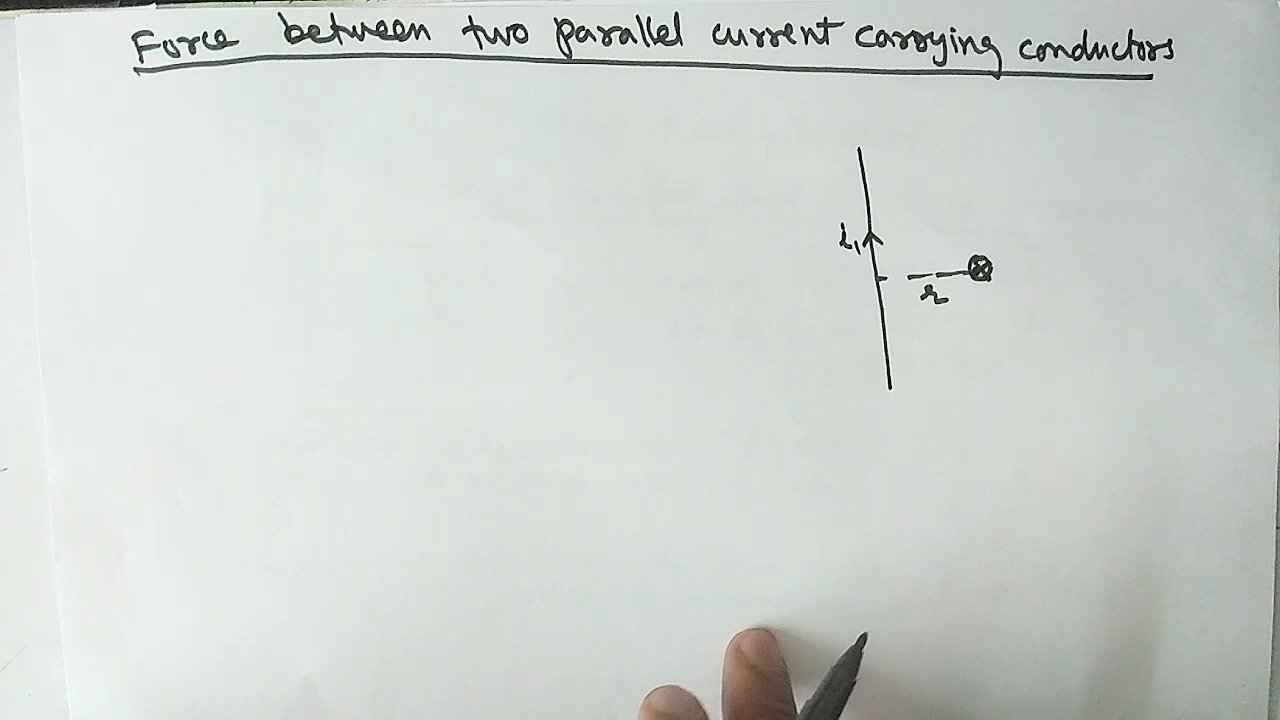 Force between two parallel current carrying conductors
i₁
r